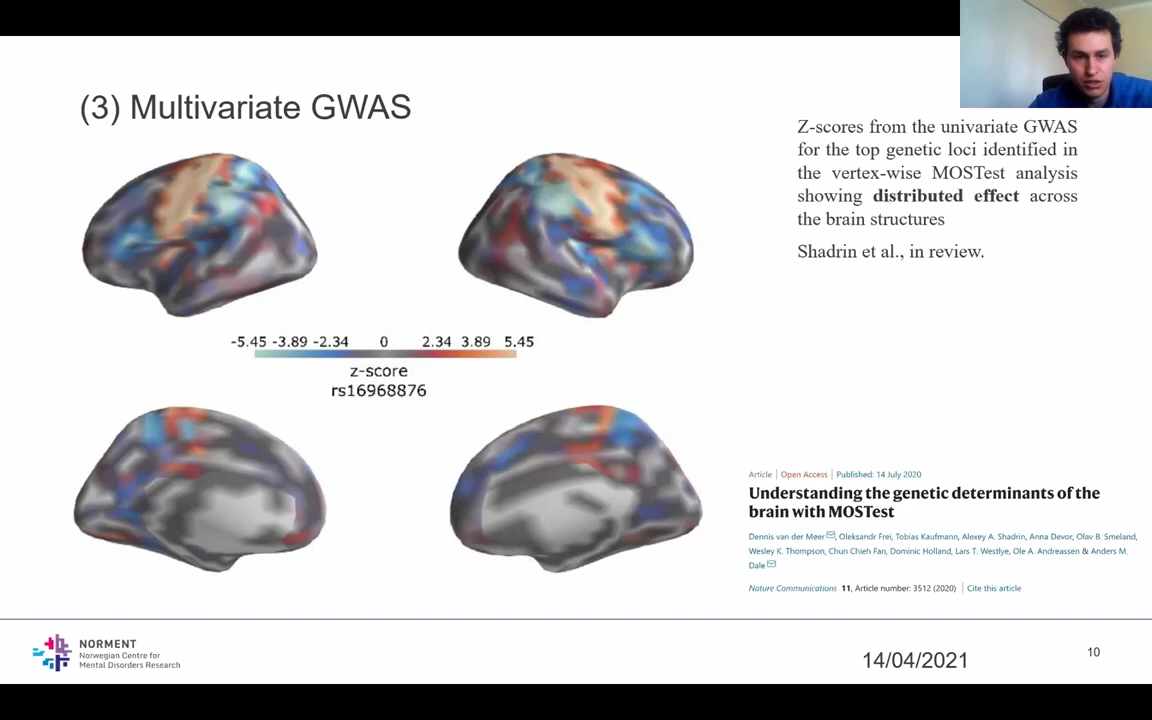 (3) Multivariate GWAS
Z-scores from the univariate GWAS
for the top genetic loci identified in
the vertex-wise MOSTest analysis
showing distributed effect across
the brain structures
Shadrin et al., in review.
-5.45 -3.89 -2.34 0 2.34 3.89 5.45
z-score
rs16968876
Article | Open Access | Published: 14 July 2020
Understanding the genetic determinants of the
brain with MOSTest
Dennis van der Meer, Oleksandr Frei, Tobias Kaufmann, Alexey A. Shadrin, Anna Devor, Olav B. Smeland,
Wesley K. Thompson, Chun Chieh Fan, Dominic Holland, Lars T. Westlye, Ole A. Andreassen & Anders M.
Dale
Nature Communications 11, Article number: 3512 (2020) | Cite this article
NORMENT
Norwegian Centre for
Mental Disorders Research
14/04/2021
10